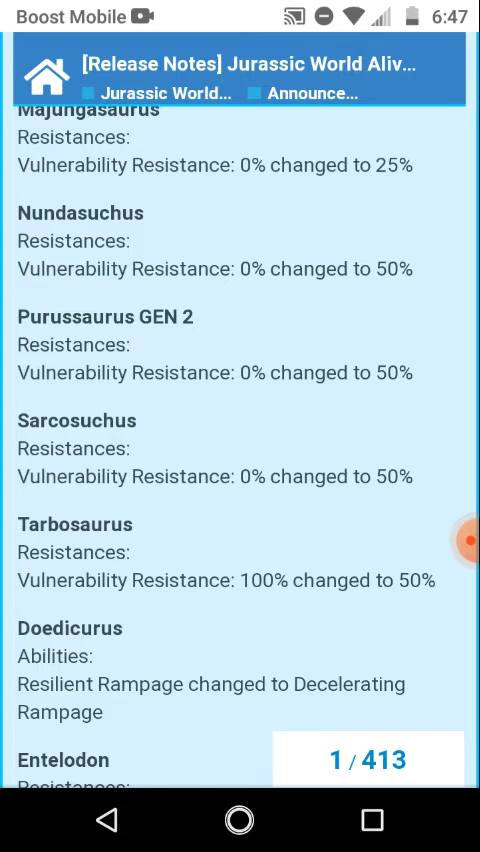 Boost Mobile 6:47
[Release Notes] Jurassic World Aliv...
Jurassic World... Announce...
Majungasaurus
Resistances:
Vulnerability Resistance: 0% changed to 25%
Nundasuchus
Resistances:
Vulnerability Resistance: 0% changed to 50%
Purussaurus GEN 2
Resistances:
Vulnerability Resistance: 0% changed to 50%
Sarcosuchus
Resistances:
Vulnerability Resistance: 0% changed to 50%
Tarbosaurus
Resistances:
Vulnerability Resistance: 100% changed to 50%
Doedicurus
Abilities:
Resilient Rampage changed to Decelerating
Rampage
Entelodon
1 / 413
Resistances: